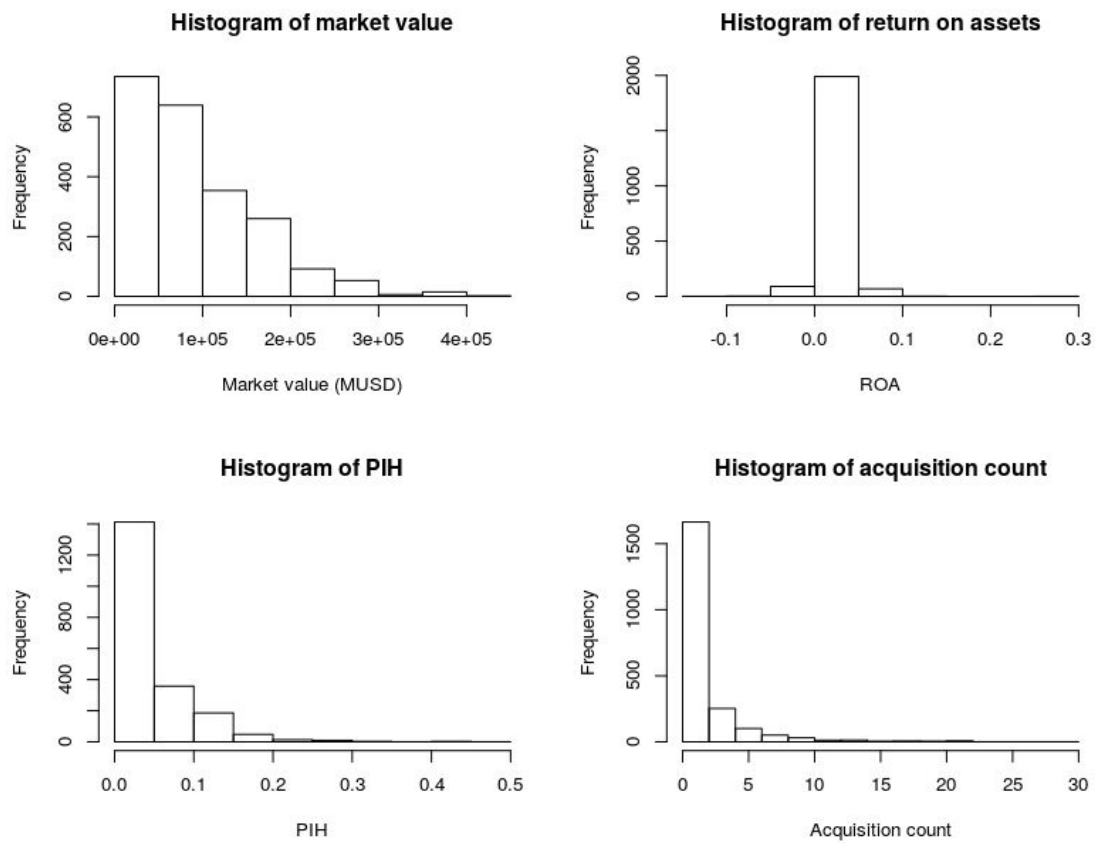 Histogram of market value
Frequency
0
200
400
600
0e+00 1e+05 2e+05 3e+05 4e+05
Market value (MUSD)
Histogram of return on assets
Frequency
0
500
1000
2000
-0.1 0.0 0.1 0.2 0.3
ROA
Histogram of PIH
Frequency
0
400
800
1200
0.0 0.1 0.2 0.3 0.4 0.5
PIH
Histogram of acquisition count
Frequency
0
500
1000
1500
0 5 10 15 20 25 30
Acquisition count